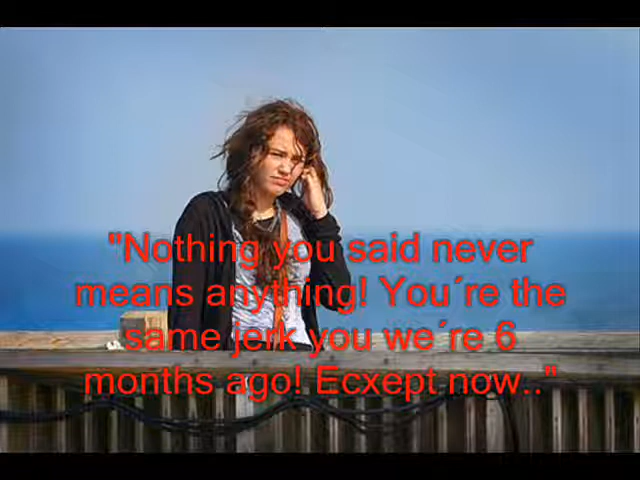 "Nothing you said never
means anything! You´re the
same jerk you we´re 6
months ago! Ecxept now.."